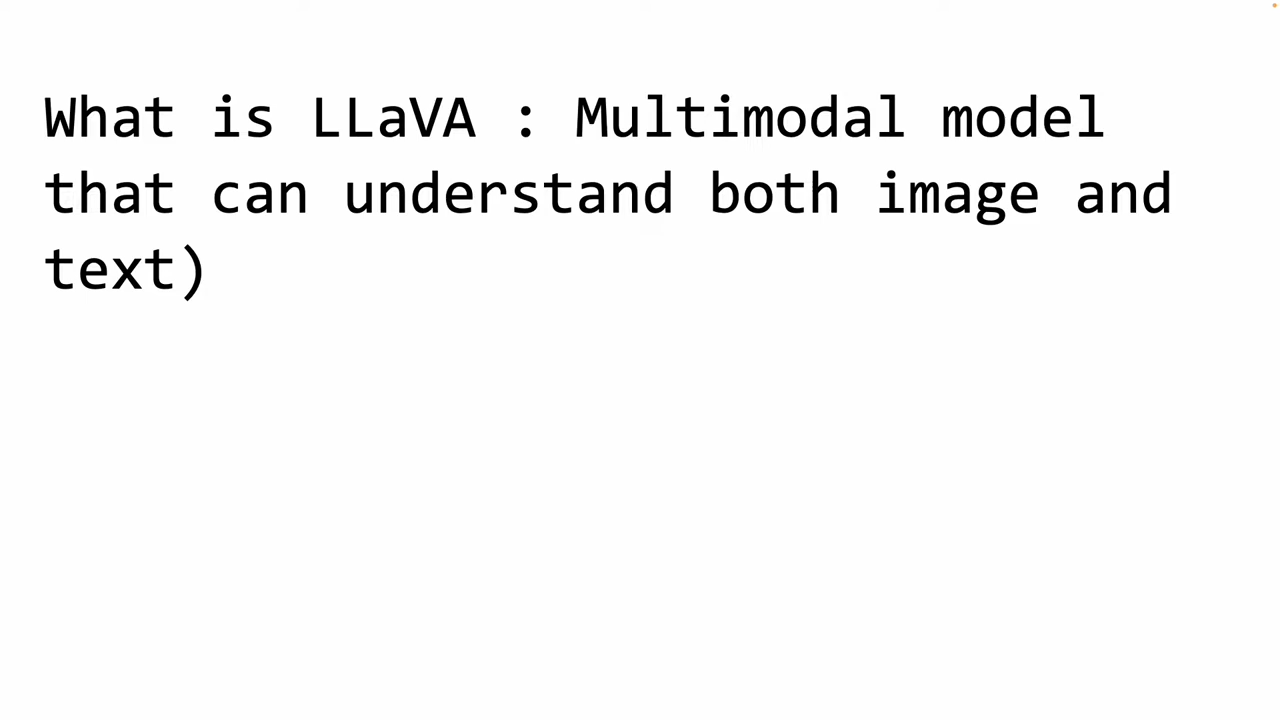 What is LLaVA : Multimodal model
that can understand both image and
text)